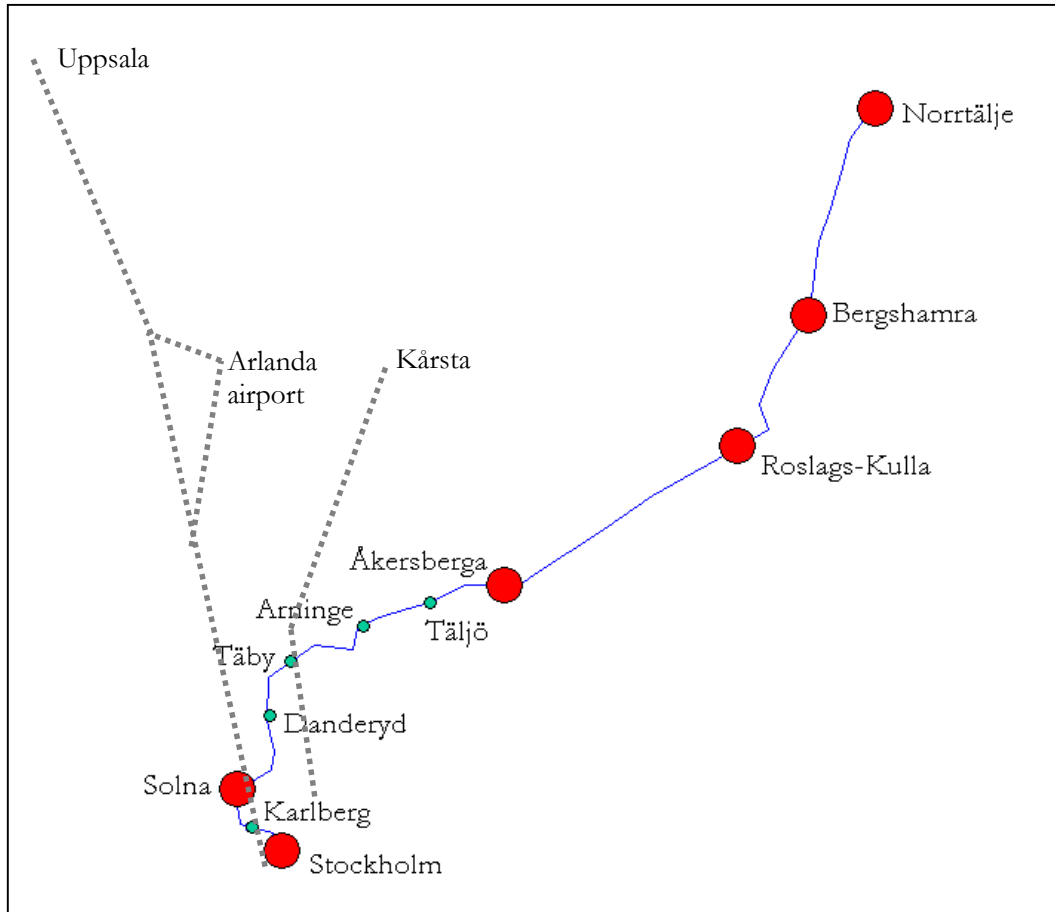 Uppsala
Norrtälje
Bergshamra
Arlanda
airport
Kårsta
Roslags-Kulla
Åkersberga
Arninge
Täljö
Täby
Danderyd
Solna
Karlberg
Stockholm